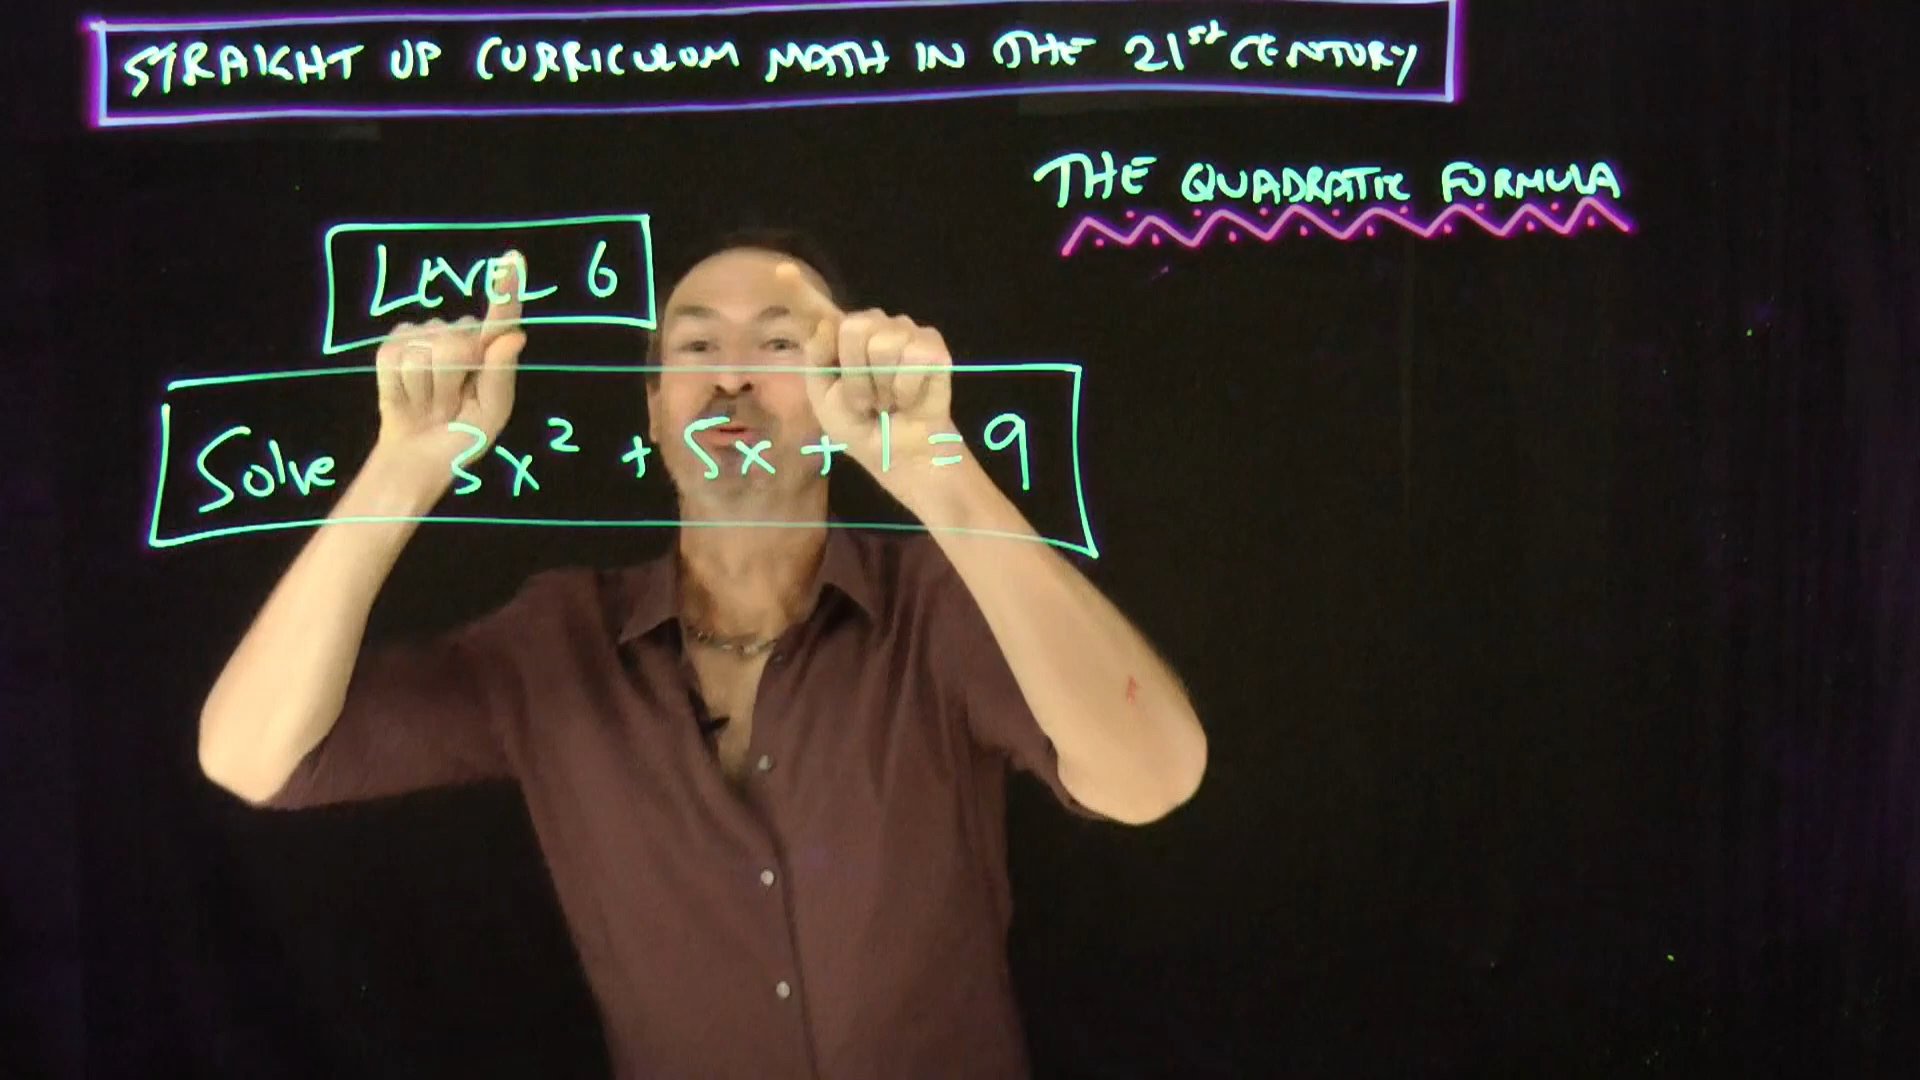 STRAIGHT UP CURRICULUM MATH IN THE 21st CENTURY
THE QUADRATIC FORMULA
LEVEL 6
Solve 3x² + 5x + 1 = 9